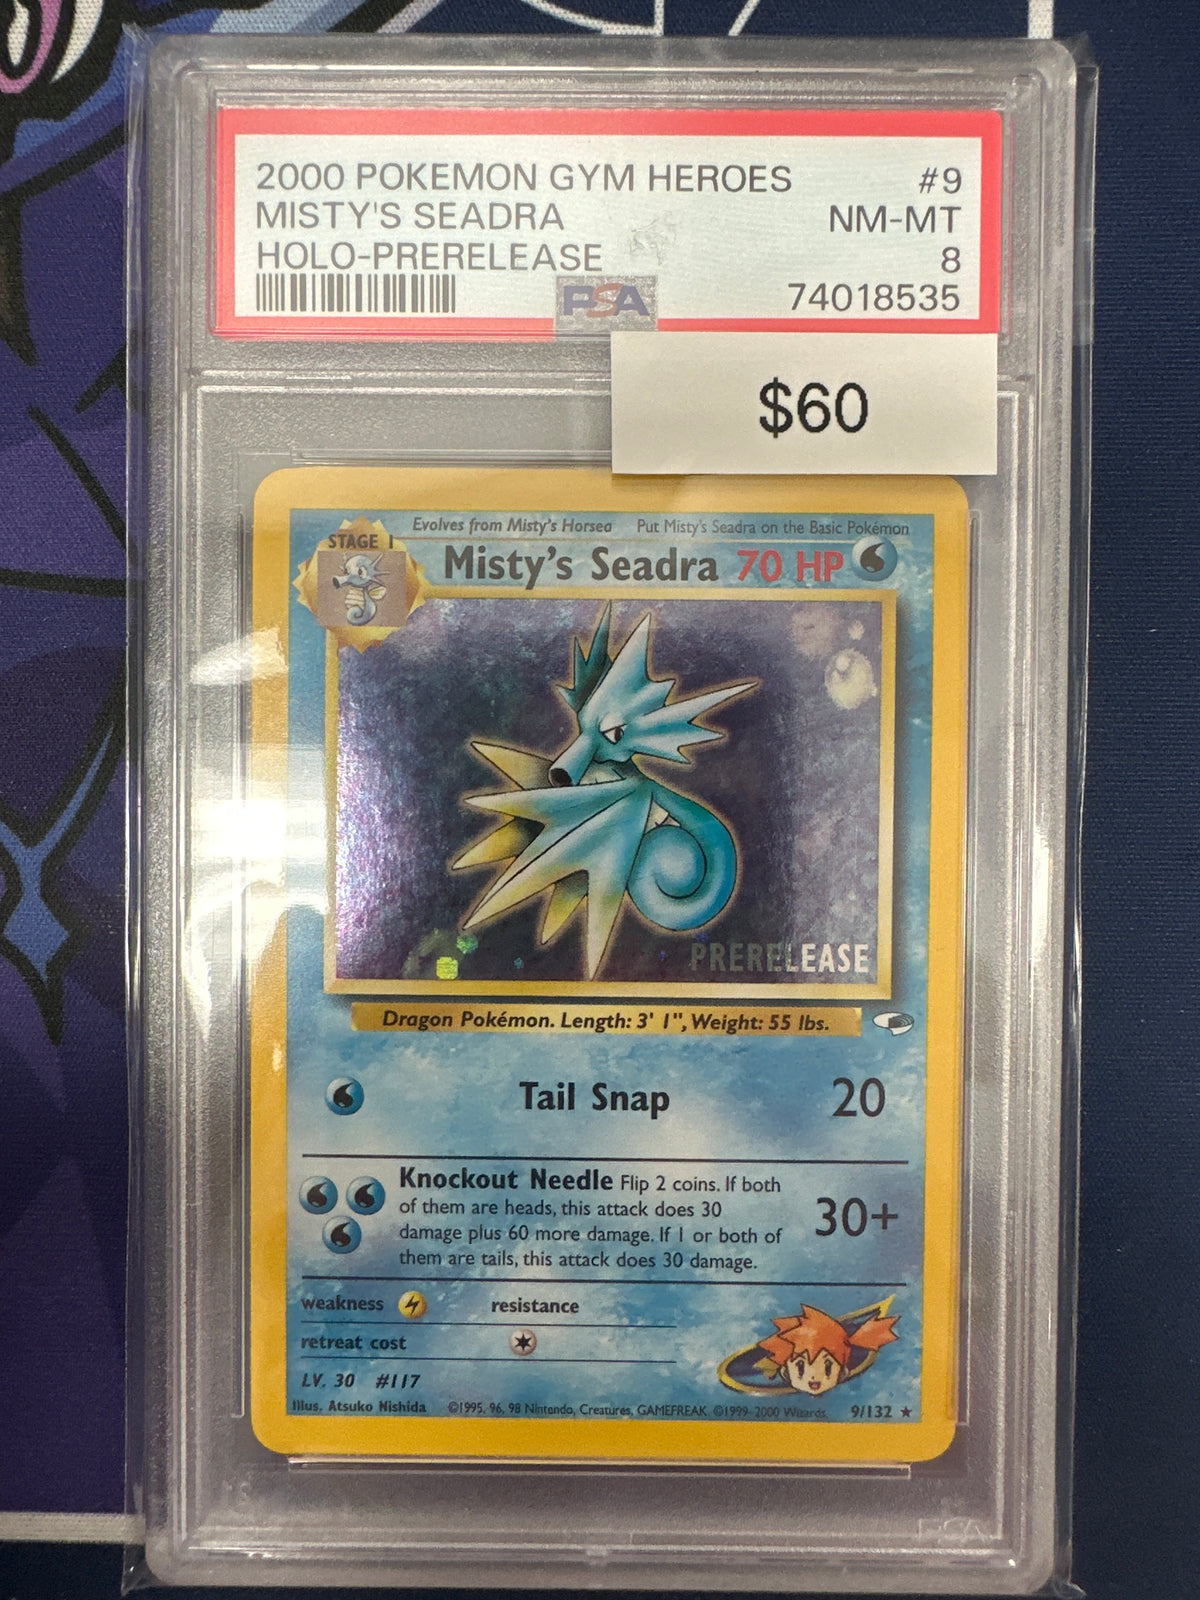 2000 POKEMON GYM HEROES #9
MISTY'S SEADRA NM-MT
HOLO-PRERELEASE 8
PSA 74018535
$60
Evolves from Misty's Horsea Put Misty's Seadra on the Basic Pokémon
STAGE 1
Misty's Seadra 70 HP
PRERELEASE
Dragon Pokémon. Length: 3' 1", Weight: 55 lbs.
Tail Snap 20
Knockout Needle Flip 2 coins. If both
of them are heads, this attack does 30
damage plus 60 more damage. If 1 or both of
them are tails, this attack does 30 damage.
30+
weakness resistance
retreat cost
LV. 30 #117
Illus. Atsuko Nishida ©1995, 96, 98 Nintendo, Creatures, GAMEFREAK. ©1999-2000 Wizards. 9/132 ★
PSA